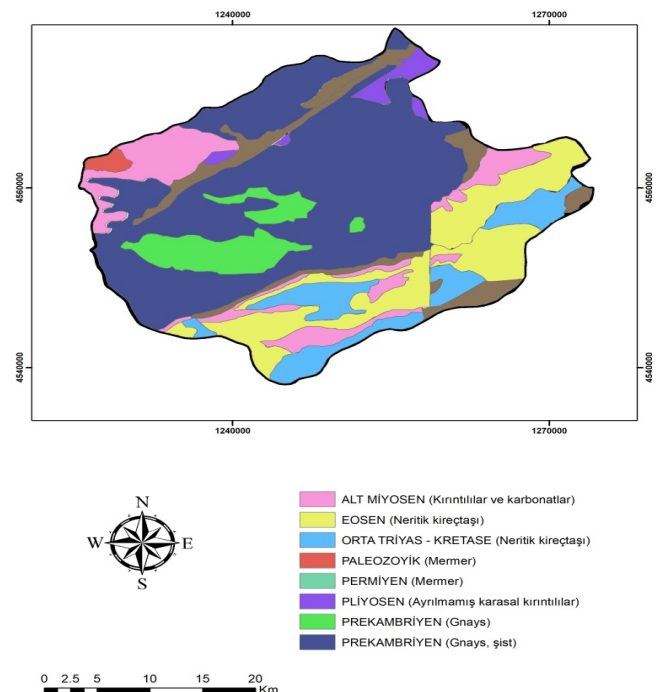 1240000 1270000
4560000 4560000
4540000 4540000
1240000 1270000
N
W E
S
ALT MİYOSEN (Kırıntılılar ve karbonatlar)
EOSEN (Neritik kireçtaşı)
ORTA TRİYAS - KRETASE (Neritik kireçtaşı)
PALEOZOYİK (Mermer)
PERMİYEN (Mermer)
PLİYOSEN (Ayrılmamış karasal kırıntılılar)
PREKAMBRİYEN (Gnays)
PREKAMBRİYEN (Gnays, şist)
0 2.5 5 10 15 20
Km